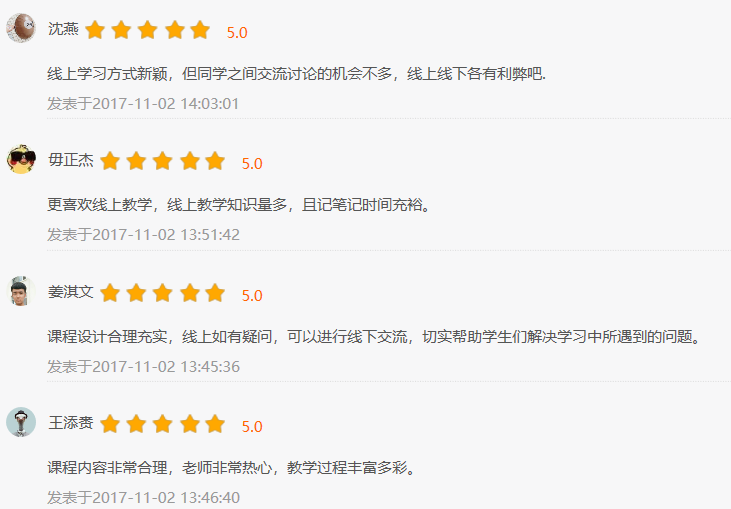 沈燕 5.0
线上学习方式新颖，但同学之间交流讨论的机会不多，线上线下各有利弊吧.
发表于2017-11-02 14:03:01
毋正杰 5.0
更喜欢线上教学，线上教学知识量多，且记笔记时间充裕。
发表于2017-11-02 13:51:42
姜淇文 5.0
课程设计合理充实，线上如有疑问，可以进行线下交流，切实帮助学生们解决学习中所遇到的问题。
发表于2017-11-02 13:45:36
王添赉 5.0
课程内容非常合理，老师非常热心，教学过程丰富多彩。
发表于2017-11-02 13:46:40